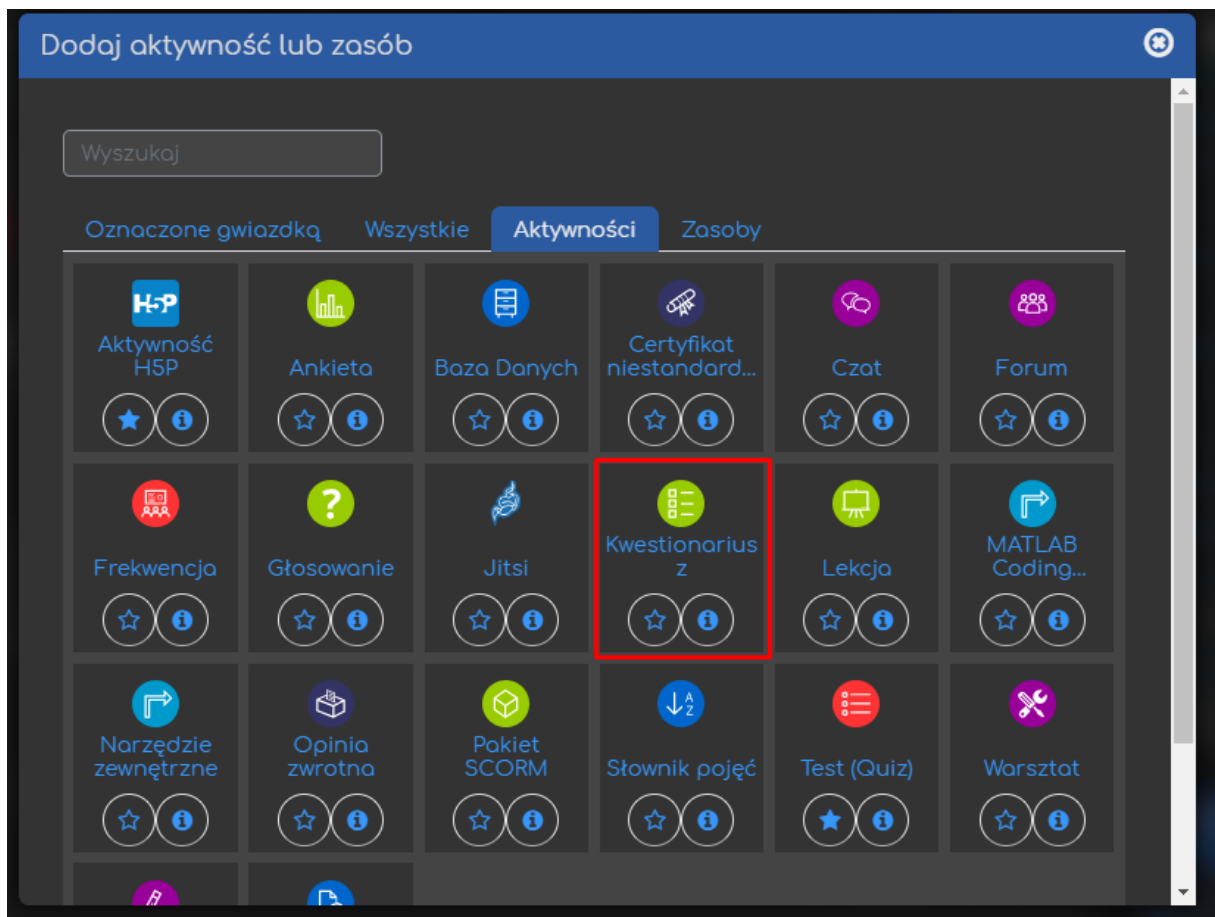 Dodaj aktywność lub zasób
Wyszukaj
Oznaczone gwiazdką Wszystkie Aktywności Zasoby
H5P
Aktywność
H5P
Ankieta
Baza Danych
Certyfikat
niestandard...
Czat
Forum
Frekwencja
Głosowanie
Jitsi
Kwestionarius
z
Lekcja
MATLAB
Coding...
Narzędzie
zewnętrzne
Opinia
zwrotna
Pakiet
SCORM
A
Z
Słownik pojęć
Test (Quiz)
Warsztat